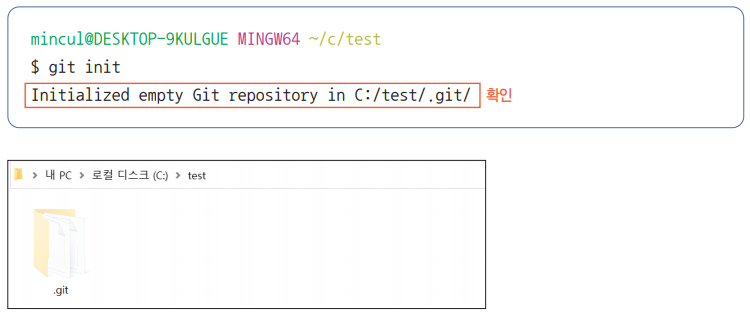 mincul@DESKTOP-9KULGUE MINGW64 ~/c/test
$ git init
Initialized empty Git repository in C:/test/.git/ 확인
내 PC > 로컬 디스크 (C:) > test
.git